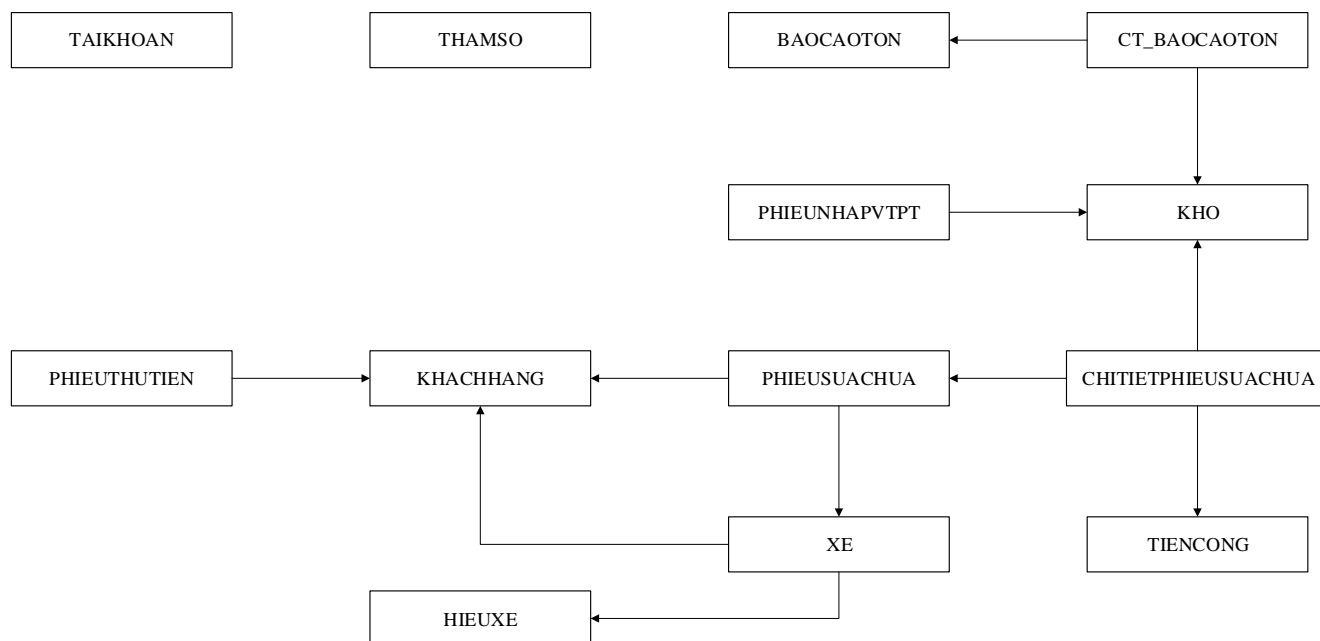 TAIKHOAN
THAMSO
BAOCAOTON
CT_BAOCAOTON
PHIEUNHAPVTPT
KHO
PHIEUTHUTIEN
KHACHHANG
PHIEUSUACHUA
CHITIETPHIEUSUACHUA
XE
TIENCONG
HIEUXE